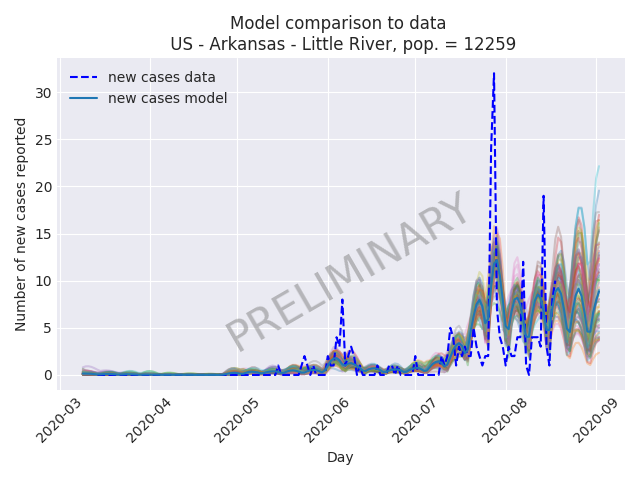 Model comparison to data
US - Arkansas - Little River, pop. = 12259
new cases data
new cases model
PRELIMINARY
Number of new cases reported
30
25
20
15
10
5
0
2020-03
2020-04
2020-05
2020-06
2020-07
2020-08
2020-09
Day